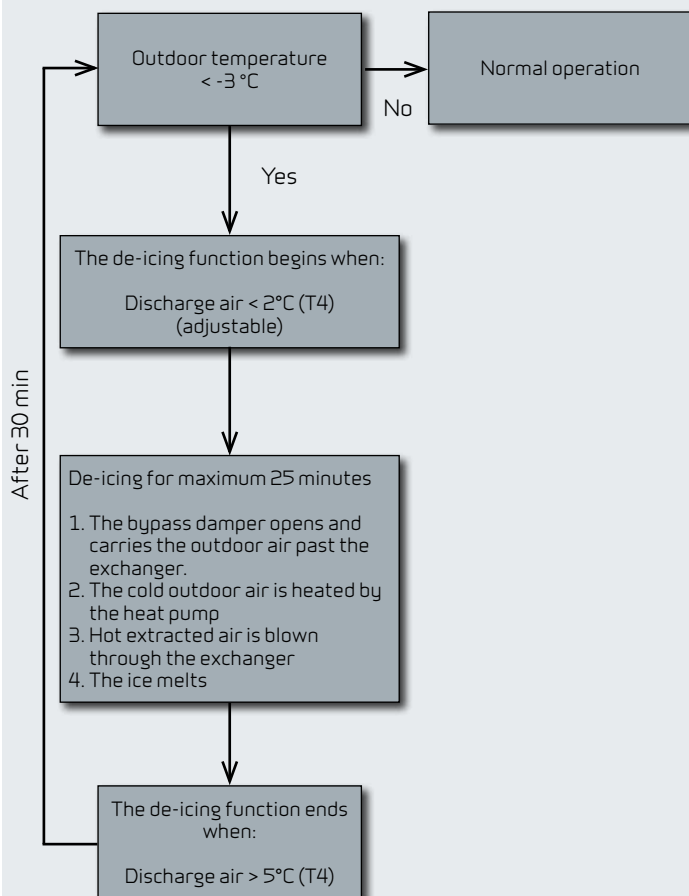 Outdoor temperature
< -3 °C
Normal operation
No
Yes
The de-icing function begins when:
Discharge air < 2°C (T4)
(adjustable)
After 30 min
De-icing for maximum 25 minutes
1. The bypass damper opens and
carries the outdoor air past the
exchanger.
2. The cold outdoor air is heated by
the heat pump
3. Hot extracted air is blown
through the exchanger
4. The ice melts
The de-icing function ends
when:
Discharge air > 5°C (T4)